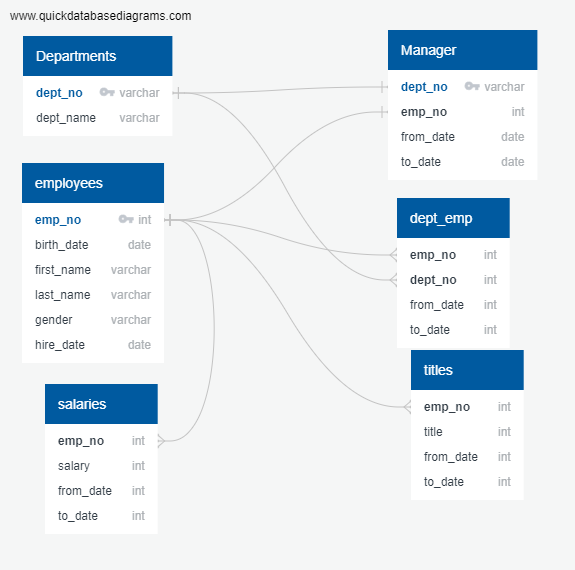 www.quickdatabasediagrams.com
Departments
dept_no varchar
dept_name varchar
employees
emp_no int
birth_date date
first_name varchar
last_name varchar
gender varchar
hire_date date
salaries
emp_no int
salary int
from_date int
to_date int
Manager
dept_no varchar
emp_no int
from_date date
to_date date
dept_emp
emp_no int
dept_no int
from_date int
to_date int
titles
emp_no int
title int
from_date int
to_date int